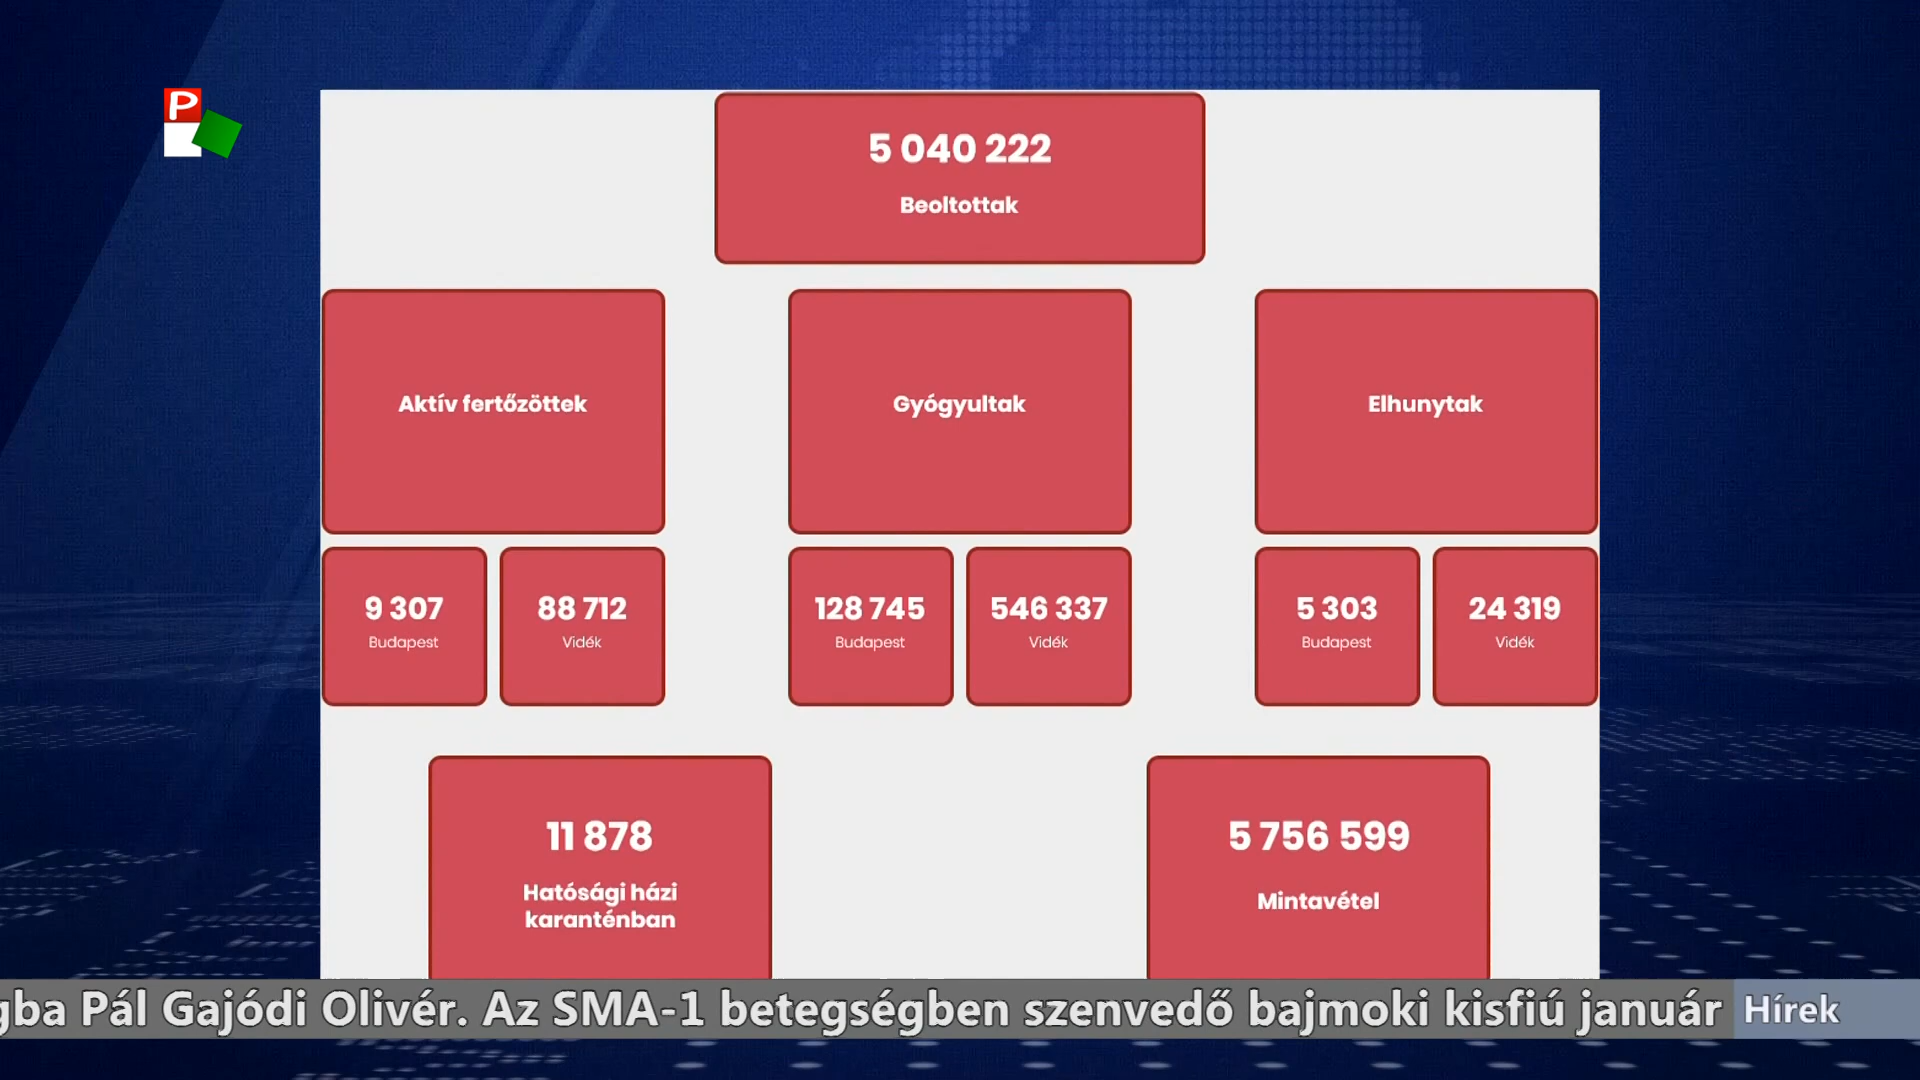 P
5 040 222
Beoltottak
Aktív fertőzöttek
Gyógyultak
Elhunytak
9 307
Budapest
88 712
Vidék
128 745
Budapest
546 337
Vidék
5 303
Budapest
24 319
Vidék
11 878
Hatósági házi
karanténban
5 756 599
Mintavétel
Pál Gajódi Olivér. Az SMA-1 betegségben szenvedő bajmoki kisfiú január
Hírek